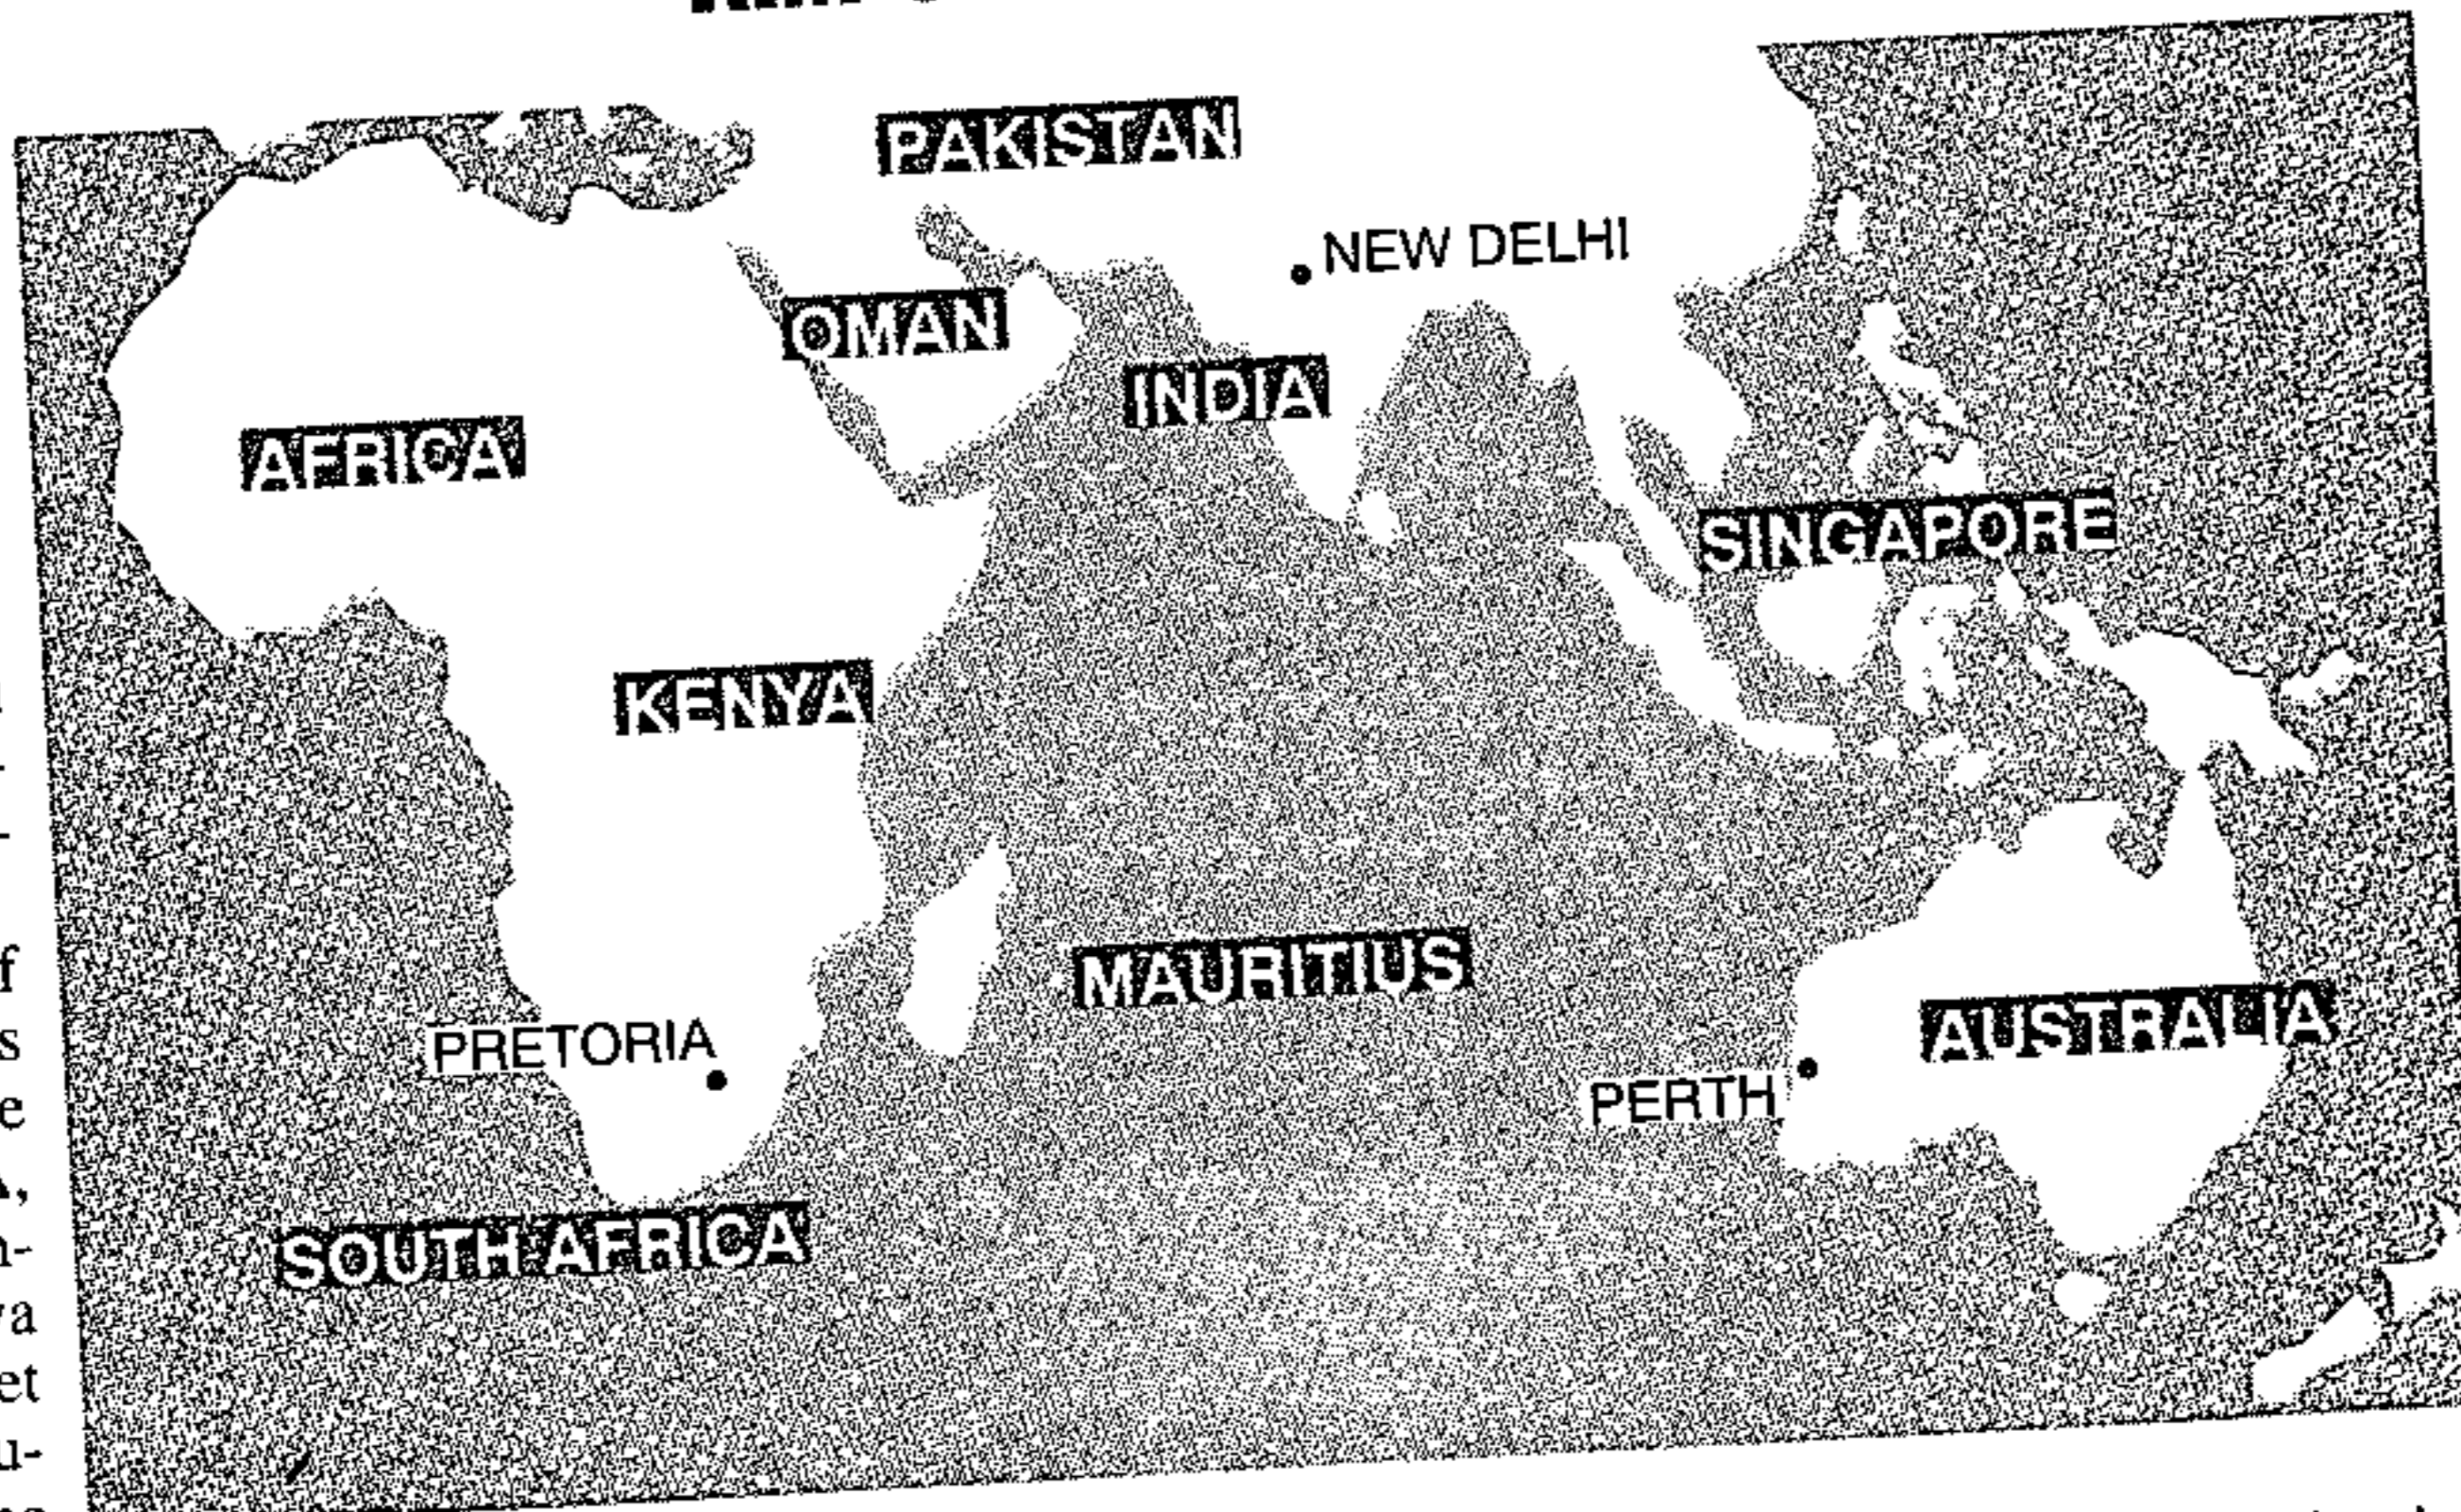 PAKISTAN
NEW DELHI
OMAN
INDIA
AFRICA
SINGAPORE
KENYA
MAURITIUS
AUSTRALIA
PRETORIA
PERTH
SOUTH AFRICA